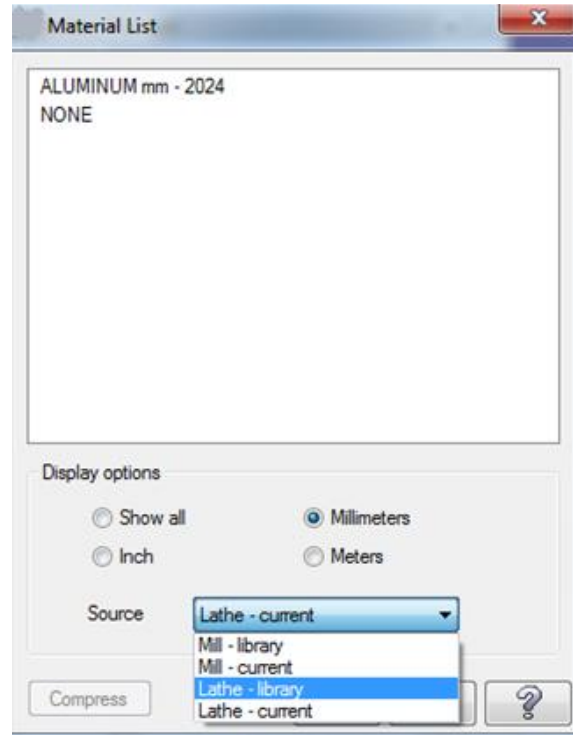 Material List
ALUMINUM mm - 2024
NONE
Display options
Show all
Millimeters
Inch
Meters
Source
Lathe - current
Mill - library
Mill - current
Lathe - library
Lathe - current
Compress
?